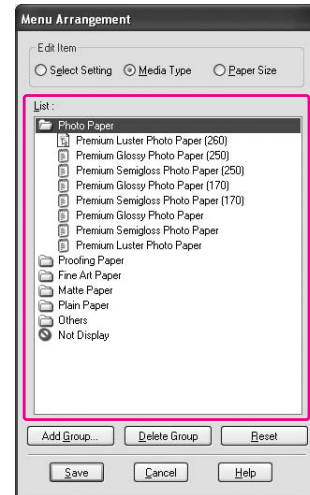 Menu Arrangement
Edit Item
Select Setting Media Type Paper Size
List :
Photo Paper
Premium Luster Photo Paper (260)
Premium Glossy Photo Paper (250)
Premium Semigloss Photo Paper (250)
Premium Glossy Photo Paper (170)
Premium Semigloss Photo Paper (170)
Premium Glossy Photo Paper
Premium Semigloss Photo Paper
Premium Luster Photo Paper
Proofing Paper
Fine Art Paper
Matte Paper
Plain Paper
Others
Not Display
Add Group... Delete Group Reset
Save Cancel Help